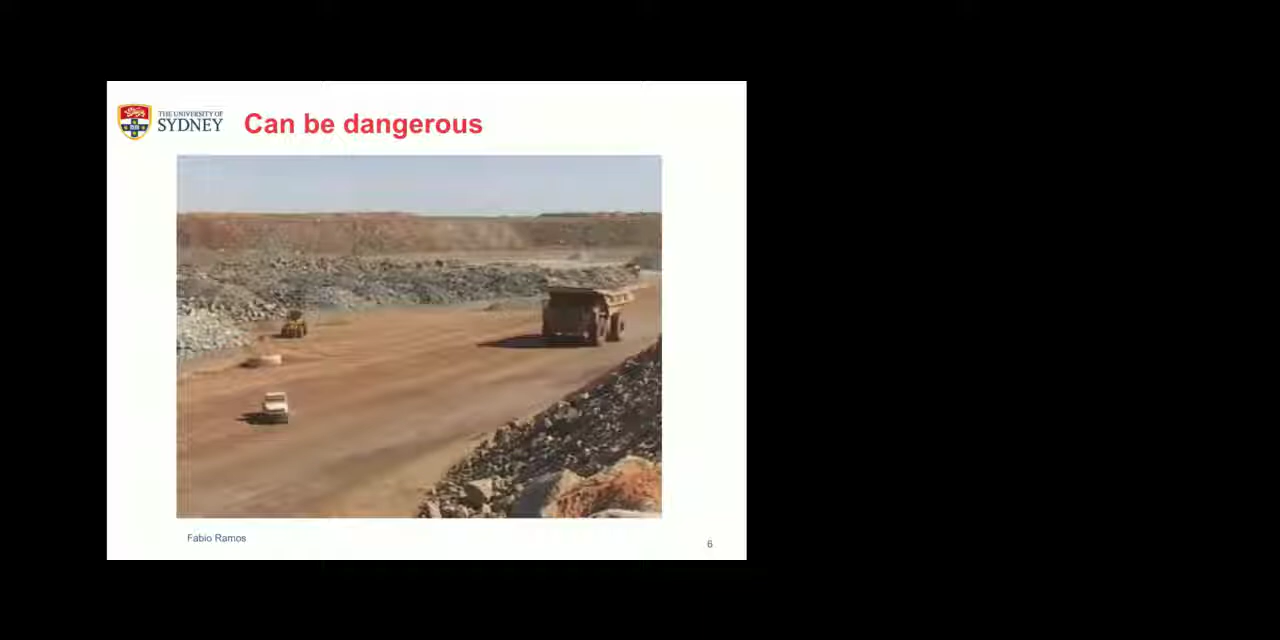 THE UNIVERSITY OF
SYDNEY
Can be dangerous
Fabio Ramos
6